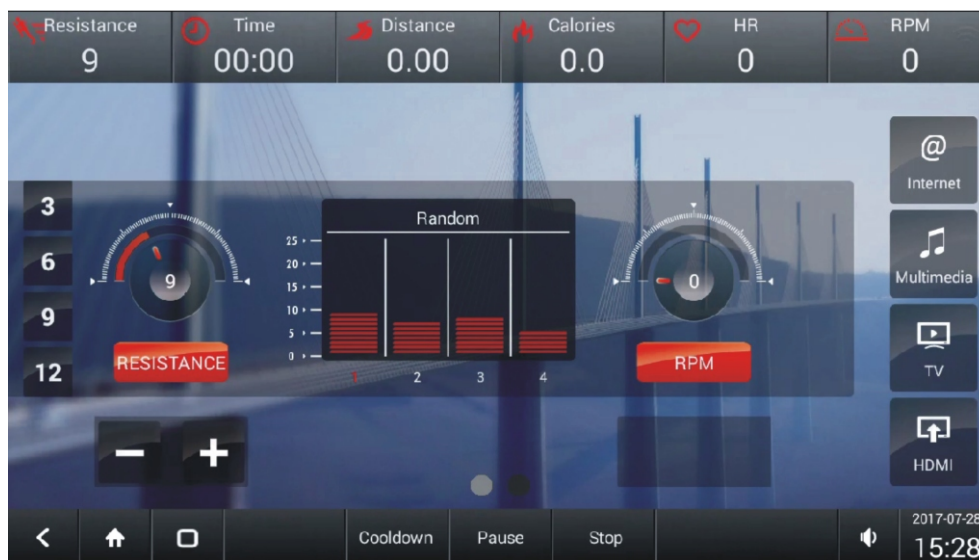 Resistance
9
Time
00:00
Distance
0.00
Calories
0.0
HR
0
RPM
0
@
Internet
Multimedia
TV
HDMI
3
6
9
12
9
RESISTANCE
Random
25
20
15
10
5
0
1 2 3 4
0
RPM
- +
Cooldown Pause Stop
2017-07-28
15:28